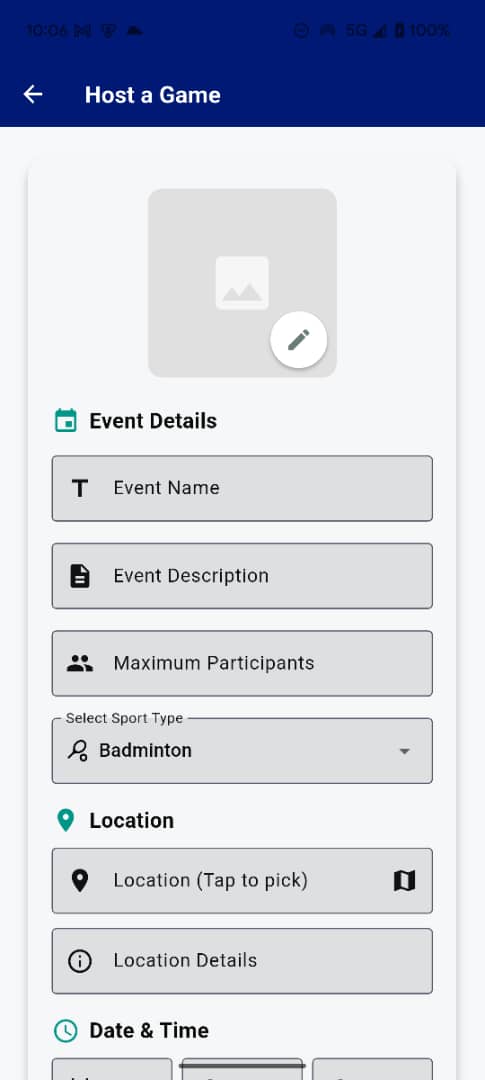 10:06 5G 100%
Host a Game
Event Details
Event Name
Event Description
Maximum Participants
Select Sport Type
Badminton
Location
Location (Tap to pick)
Location Details
Date & Time